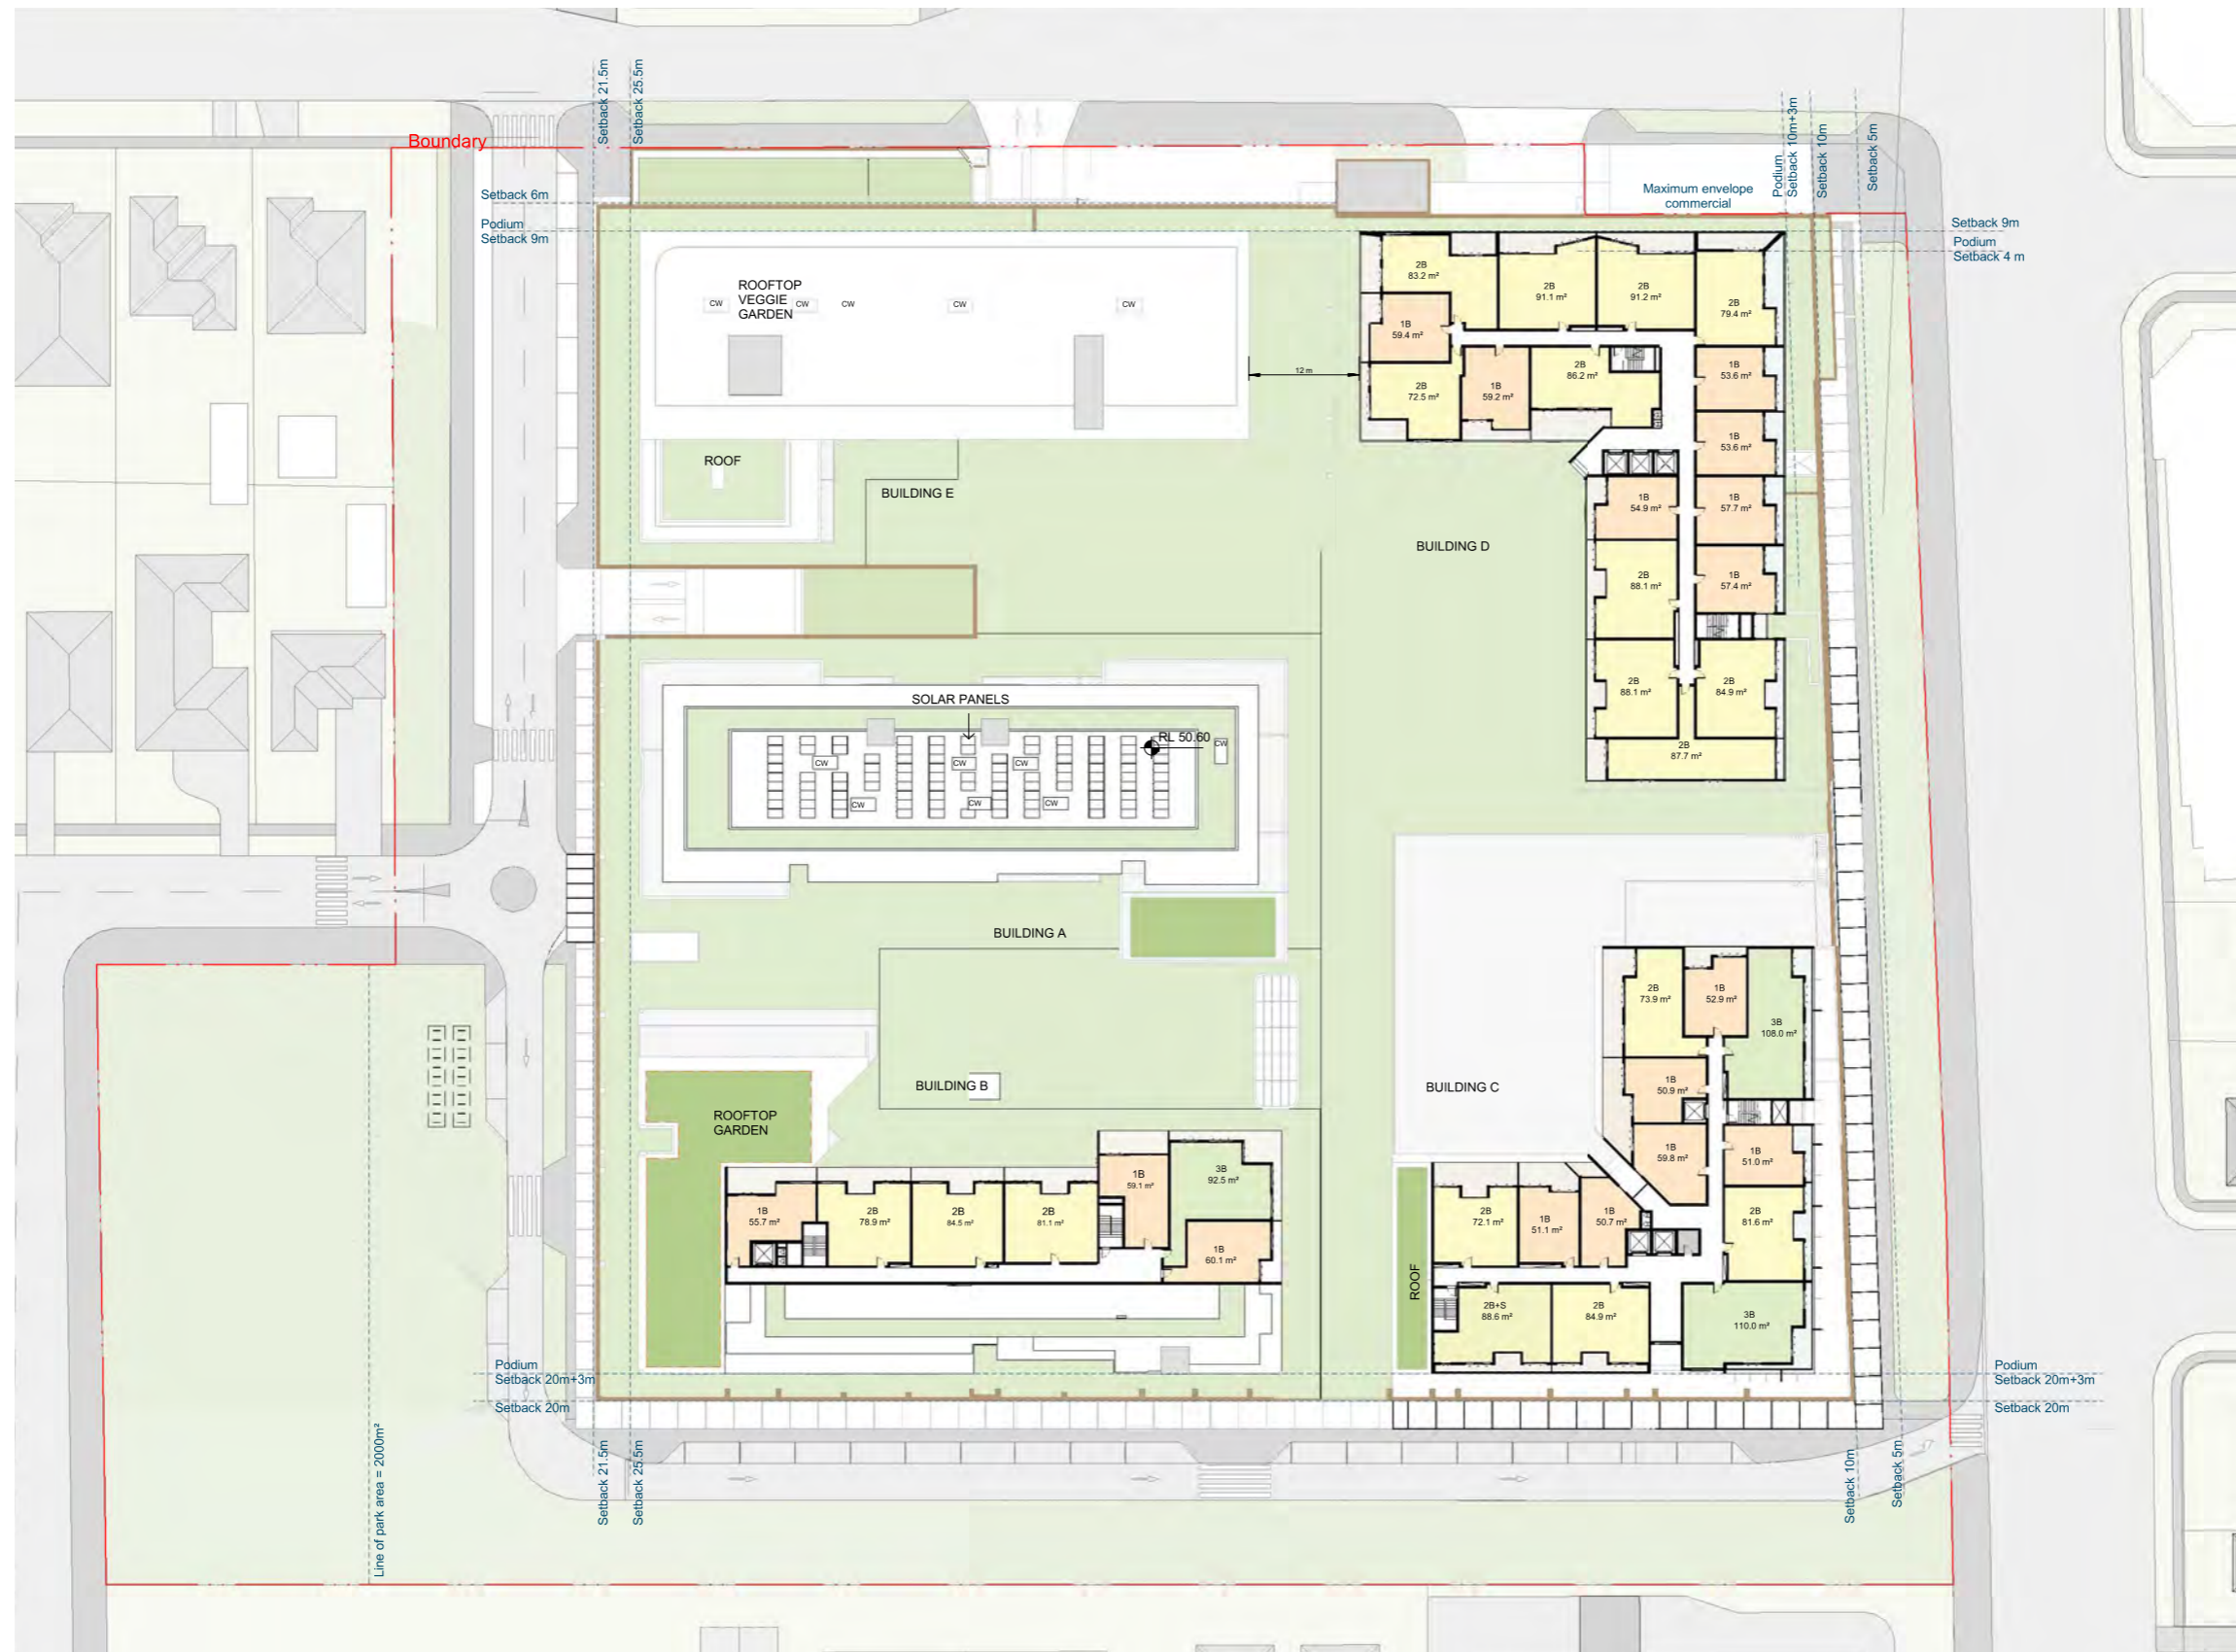 Setback 21.5m
Setback 25.5m
Boundary
Podium
Setback 10m+3m
Setback 10m
Setback 5m
Setback 6m
Podium
Setback 9m
Maximum envelope
commercial
Setback 9m
Podium
Setback 4 m
ROOFTOP
VEGGIE
GARDEN
CW
CW
CW
CW
CW
12 m
2B
83.2 m²
2B
91.1 m²
2B
91.2 m²
2B
79.4 m²
1B
59.4 m²
2B
72.5 m²
1B
59.2 m²
2B
86.2 m²
1B
53.6 m²
1B
53.6 m²
ROOF
BUILDING E
BUILDING D
1B
54.9 m²
1B
57.7 m²
2B
88.1 m²
1B
57.4 m²
2B
88.1 m²
2B
84.9 m²
2B
87.7 m²
SOLAR PANELS
RL 50.60
CW
CW
CW
CW
CW
CW
CW
BUILDING A
BUILDING B
BUILDING C
2B
73.9 m²
1B
52.9 m²
3B
108.0 m²
1B
50.9 m²
1B
59.8 m²
1B
51.0 m²
ROOFTOP
GARDEN
1B
55.7 m²
2B
78.9 m²
2B
84.5 m²
2B
81.1 m²
1B
59.1 m²
3B
92.5 m²
1B
60.1 m²
2B
72.1 m²
1B
51.1 m²
1B
50.7 m²
2B
81.6 m²
ROOF
2B+S
88.6 m²
2B
84.9 m²
3B
110.0 m²
Podium
Setback 20m+3m
Setback 20m
Podium
Setback 20m+3m
Setback 20m
Line of park area = 2000m²
Setback 21.5m
Setback 25.5m
Setback 10m
Setback 5m